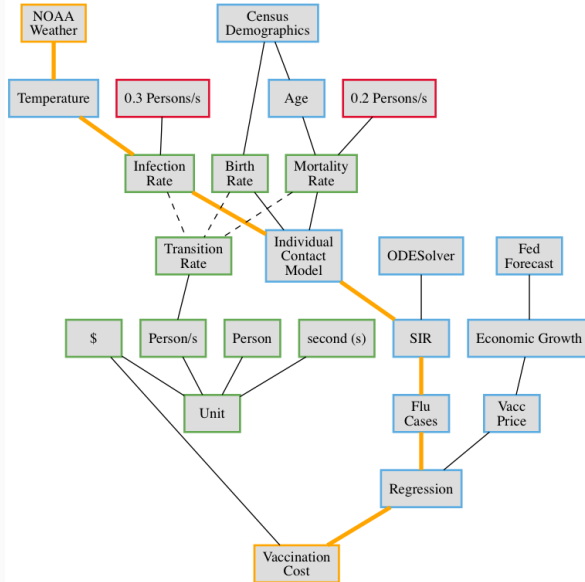 NOAA
Weather
Census
Demographics
Temperature
0.3 Persons/s
Age
0.2 Persons/s
Infection
Rate
Birth
Rate
Mortality
Rate
Transition
Rate
Individual
Contact
Model
ODESolver
Fed
Forecast
$
Person/s
Person
second (s)
SIR
Economic Growth
Unit
Flu
Cases
Vacc
Price
Regression
Vaccination
Cost